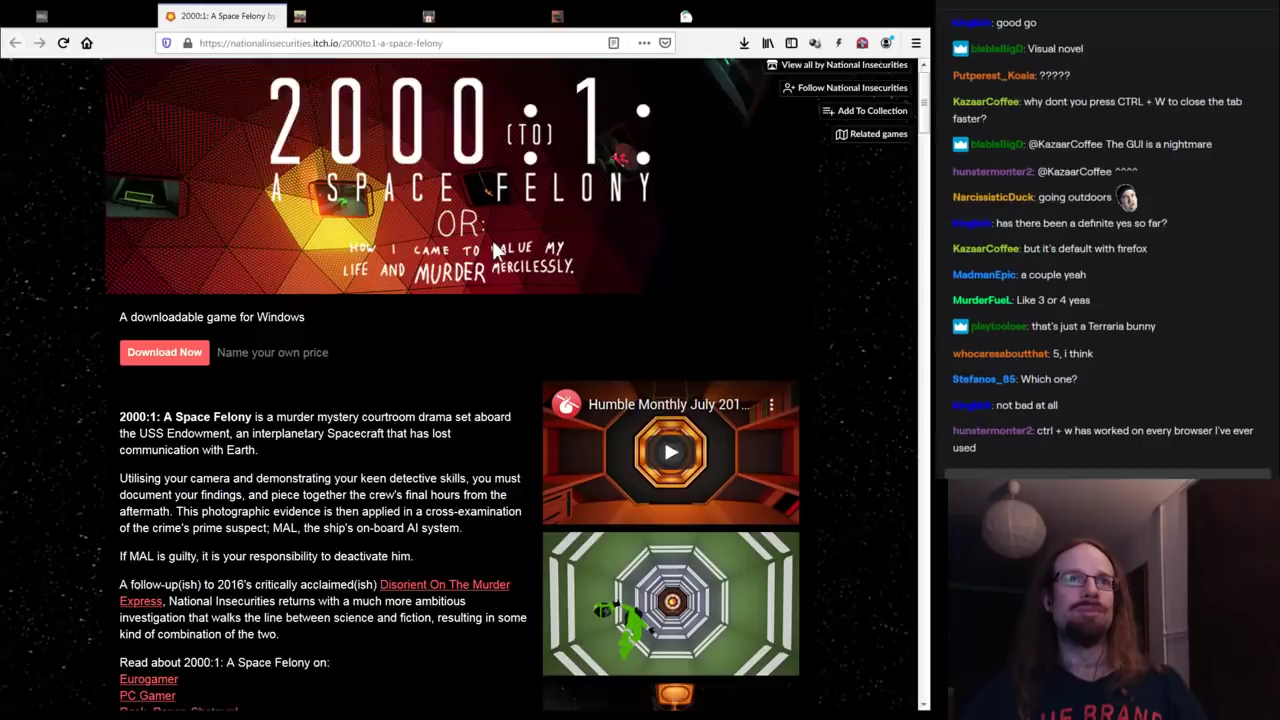 2000:1: A Space Felony by
https://nationalinsecurities.itch.io/2000to1-a-space-felony
View all by National Insecurities
Follow National Insecurities
Add To Collection
Related games
2000 [TO] : 1 :
A SPACE FELONY
OR:
HOW I CAME TO VALUE MY
LIFE AND MURDER MERCILESSLY.
A downloadable game for Windows
Download Now Name your own price
2000:1: A Space Felony is a murder mystery courtroom drama set aboard
the USS Endowment, an interplanetary Spacecraft that has lost
communication with Earth.
Utilising your camera and demonstrating your keen detective skills, you must
document your findings, and piece together the crew's final hours from the
aftermath. This photographic evidence is then applied in a cross-examination
of the crime's prime suspect; MAL, the ship's on-board AI system.
If MAL is guilty, it is your responsibility to deactivate him.
A follow-up(ish) to 2016's critically acclaimed(ish) Disorient On The Murder
Express, National Insecurities returns with a much more ambitious
investigation that walks the line between science and fiction, resulting in some
kind of combination of the two.
Read about 2000:1: A Space Felony on:
Eurogamer
PC Gamer
Humble Monthly July 201...
: good go
blablaBigD: Visual novel
Putperest_Koala: ?????
KazaarCoffee: why dont you press CTRL + W to close the tab
faster?
blablaBigD: @KazaarCoffee The GUI is a nightmare
hunstermonter2: @KazaarCoffee ^^^^
NarcissisticDuck: going outdoors
: has there been a definite yes so far?
KazaarCoffee: but it's default with firefox
MadmanEpic: a couple yeah
MurderFueL: Like 3 or 4 yeas
playtoolose: that's just a Terraria bunny
whocaresaboutthat: 5, i think
Stefanos_85: Which one?
: not bad at all
hunstermonter2: ctrl + w has worked on every browser I've ever
used
UE BRAND